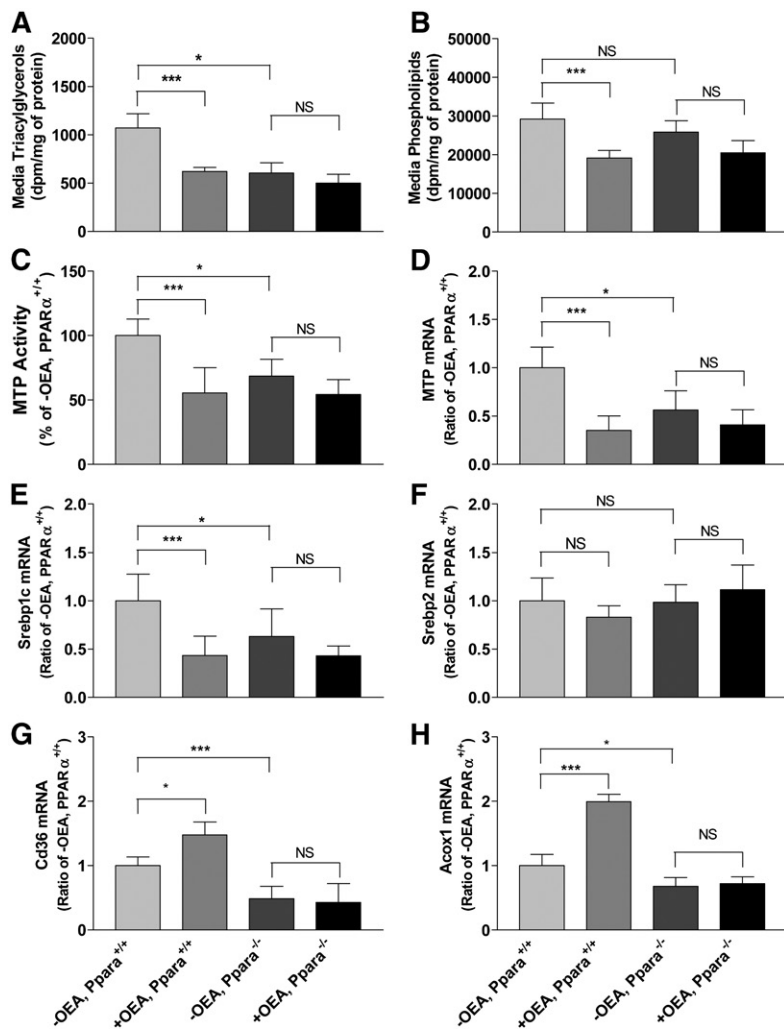 A
Media Triacylglycerols
(dpm/mg of protein)
2000
1500
1000
500
0
*
***
NS
B
Media Phospholipids
(dpm/mg of protein)
50000
40000
30000
20000
10000
0
NS
***
NS
C
MTP Activity
(% of -OEA, PPARα+/+)
150
100
50
0
*
***
NS
D
MTP mRNA
(Ratio of -OEA, PPARα+/+)
2.0
1.5
1.0
0.5
0.0
*
***
NS
E
Srebp1c mRNA
(Ratio of -OEA, PPARα+/+)
2.0
1.5
1.0
0.5
0.0
*
***
NS
F
Srebp2 mRNA
(Ratio of -OEA, PPARα+/+)
2.0
1.5
1.0
0.5
0.0
NS
NS
NS
G
Cd36 mRNA
(Ratio of -OEA, PPARα+/+)
3
2
1
0
***
*
NS
-OEA, Ppara+/+
+OEA, Ppara+/+
-OEA, Ppara-/-
+OEA, Ppara-/-
H
Acox1 mRNA
(Ratio of -OEA, PPARα+/+)
3
2
1
0
*
***
NS
-OEA, Ppara+/+
+OEA, Ppara+/+
-OEA, Ppara-/-
+OEA, Ppara-/-